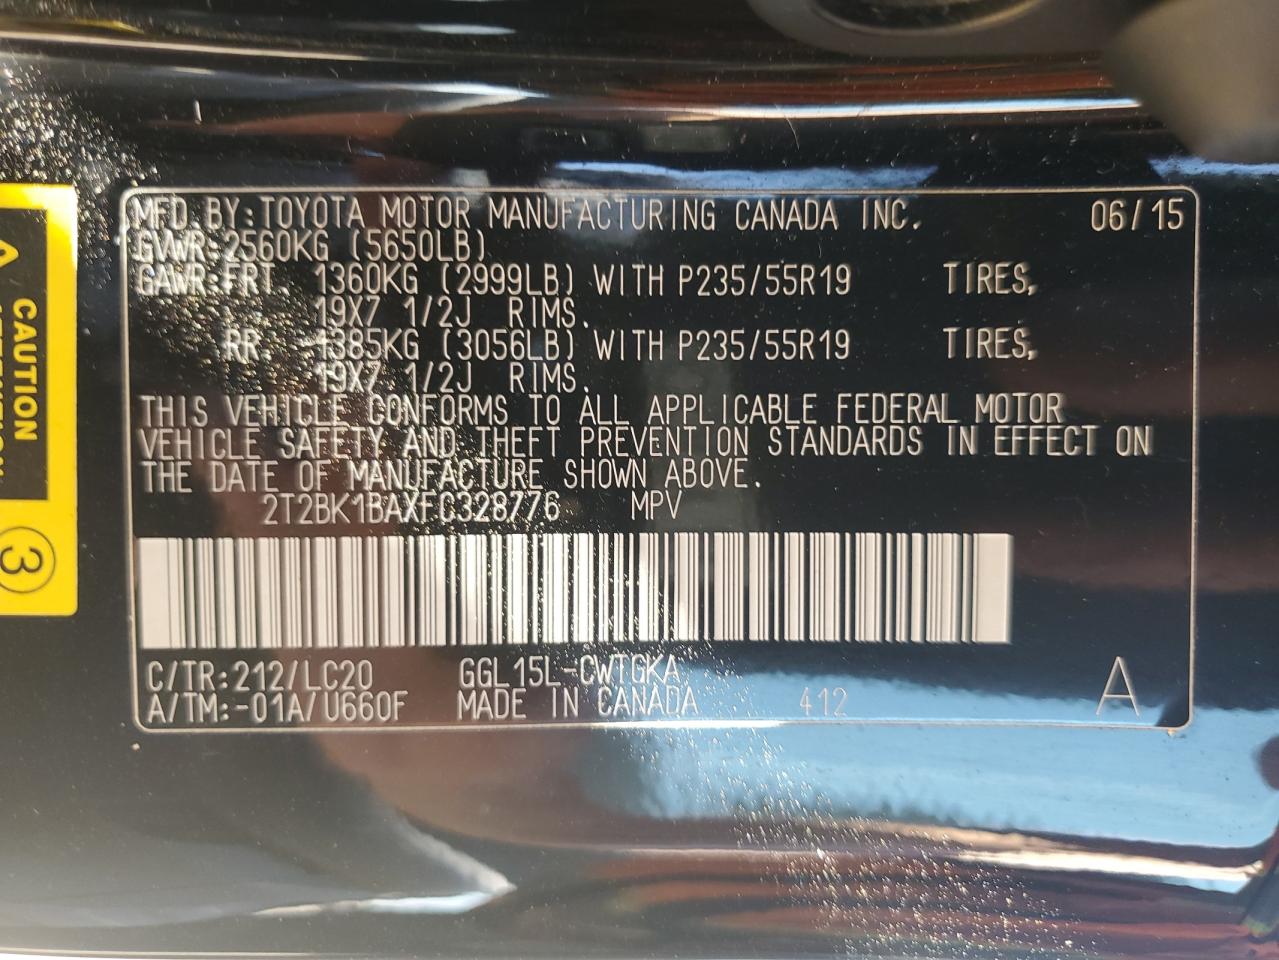 MFD BY:TOYOTA MOTOR MANUFACTURING CANADA INC. 06/15
GVWR:2560KG (5650LB)
GAWR:FRT 1360KG (2999LB) WITH P235/55R19 TIRES,
19X7 1/2J RIMS.
RR 1385KG (3056LB) WITH P235/55R19 TIRES,
19X7 1/2J RIMS.
THIS VEHICLE CONFORMS TO ALL APPLICABLE FEDERAL MOTOR
VEHICLE SAFETY AND THEFT PREVENTION STANDARDS IN EFFECT ON
THE DATE OF MANUFACTURE SHOWN ABOVE.
2T2BK1BAXFC328776 MPV
C/TR:212/LC20 GGL15L-CWTGKA
A/TM:-01A/U660F MADE IN CANADA 412 A
CAUTION
3